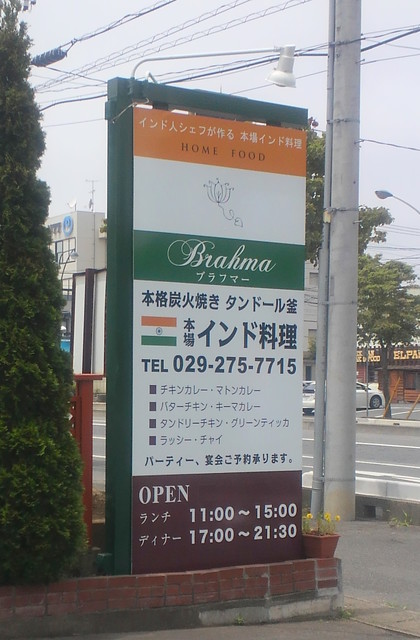 インド人シェフが作る 本場インド料理
HOME FOOD
Brahma
ブラフマー
本格炭火焼き タンドール釜
本場 インド料理
TEL 029-275-7715
■ チキンカレー・マトンカレー
■ バターチキン・キーマカレー
■ タンドリーチキン・グリーンティッカ
■ ラッシー・チャイ
パーティー、宴会ご予約承ります。
OPEN
ランチ 11:00～15:00
ディナー 17:00～21:30